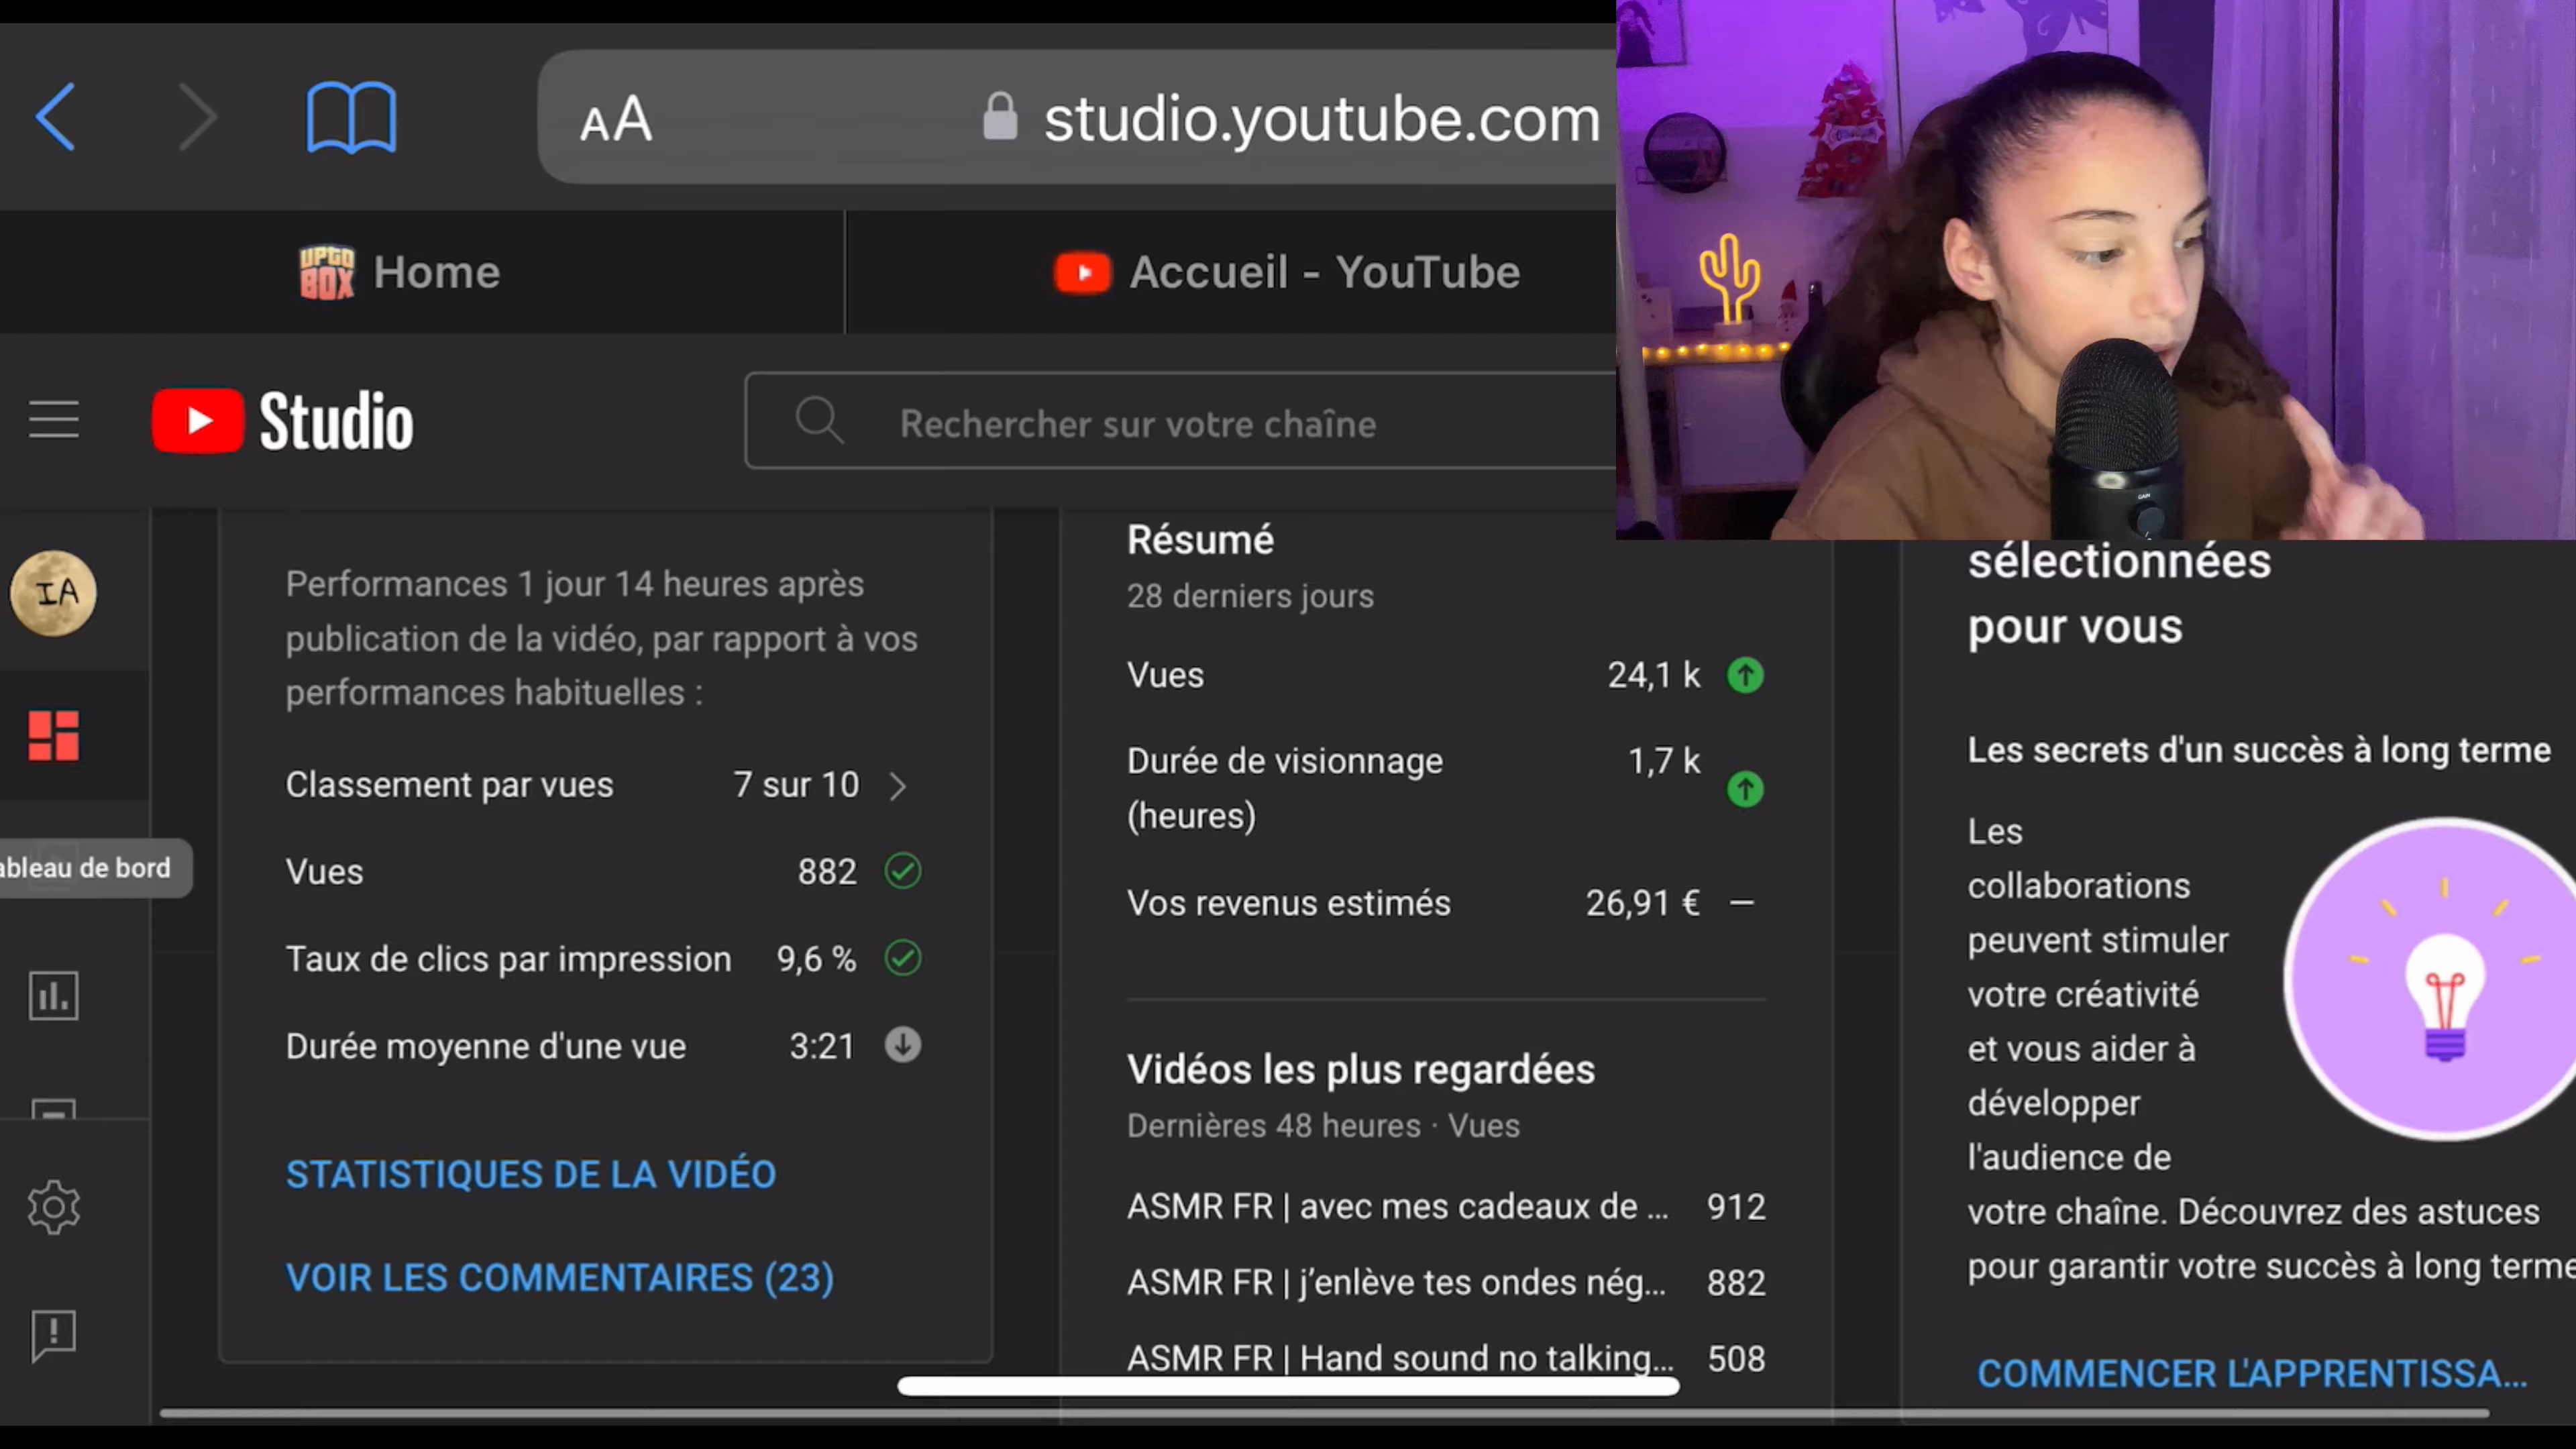 AA
studio.youtube.com
UPTO BOX
Home
Accueil - YouTube
Studio
Rechercher sur votre chaîne
IA
ableau de bord
Performances 1 jour 14 heures après
publication de la vidéo, par rapport à vos
performances habituelles :
Classement par vues 7 sur 10
Vues 882
Taux de clics par impression 9,6 %
Durée moyenne d'une vue 3:21
STATISTIQUES DE LA VIDÉO
VOIR LES COMMENTAIRES (23)
Résumé
28 derniers jours
Vues 24,1 k
Durée de visionnage 1,7 k
(heures)
Vos revenus estimés 26,91 €
Vidéos les plus regardées
Dernières 48 heures · Vues
ASMR FR | avec mes cadeaux de ... 912
ASMR FR | j’enlève tes ondes nég... 882
ASMR FR | Hand sound no talking... 508
sélectionnées
pour vous
Les secrets d'un succès à long terme
Les
collaborations
peuvent stimuler
votre créativité
et vous aider à
développer
l'audience de
votre chaîne. Découvrez des astuces
pour garantir votre succès à long terme
COMMENCER L'APPRENTISSA...
GAIN